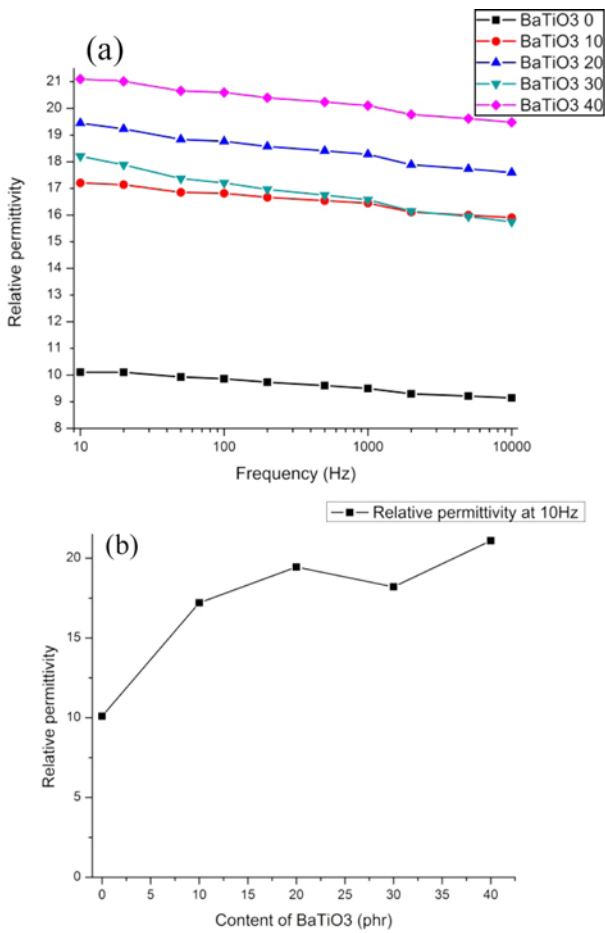 (a)
BaTiO3 0
BaTiO3 10
BaTiO3 20
BaTiO3 30
BaTiO3 40
21
20
19
18
17
16
15
14
13
12
11
10
9
8
Relative permittivity
10
100
1000
10000
Frequency (Hz)
Relative permittivity at 10Hz
(b)
20
15
10
5
0
Relative permittivity
0
5
10
15
20
25
30
35
40
Content of BaTiO3 (phr)